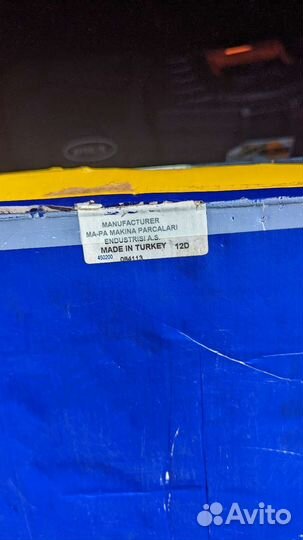 MANUFACTURER
MA-PA MAKINA PARCALARI
ENDUSTRISI A.S.
MADE IN TURKEY 12D
450200 084113
Avito